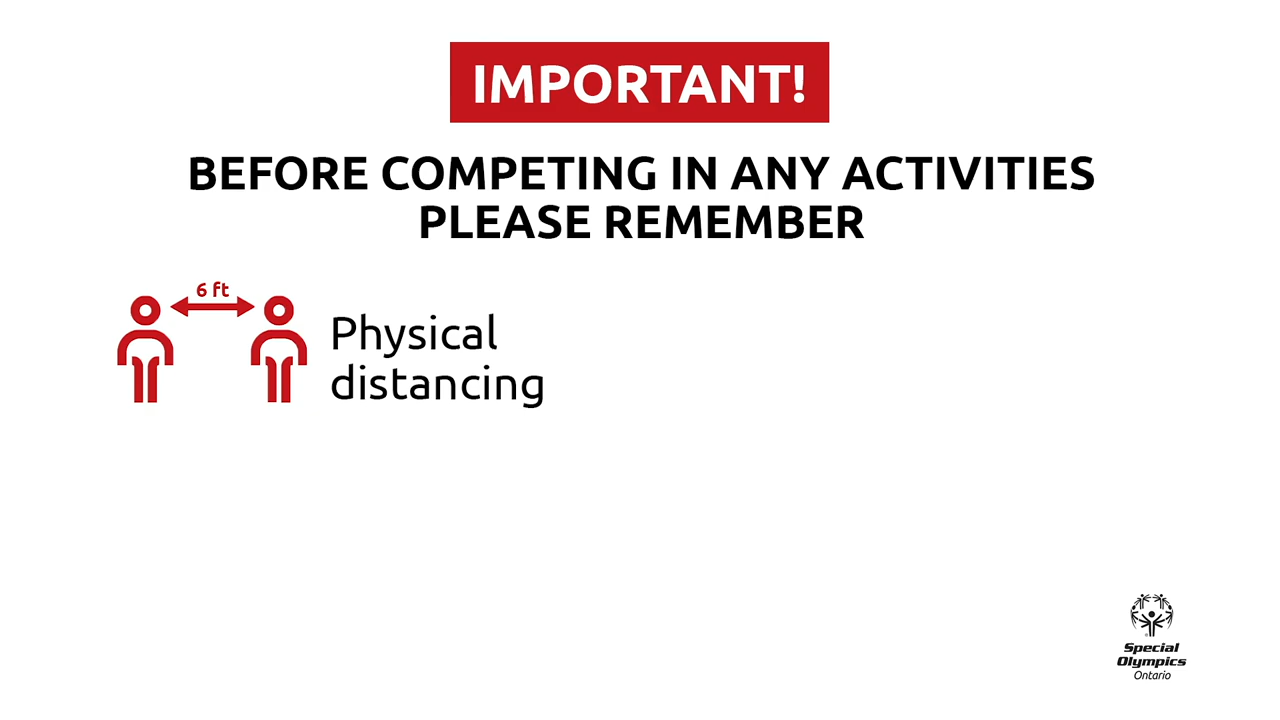 IMPORTANT!
BEFORE COMPETING IN ANY ACTIVITIES
PLEASE REMEMBER
6 ft
Physical
distancing
Special
Olympics
Ontario